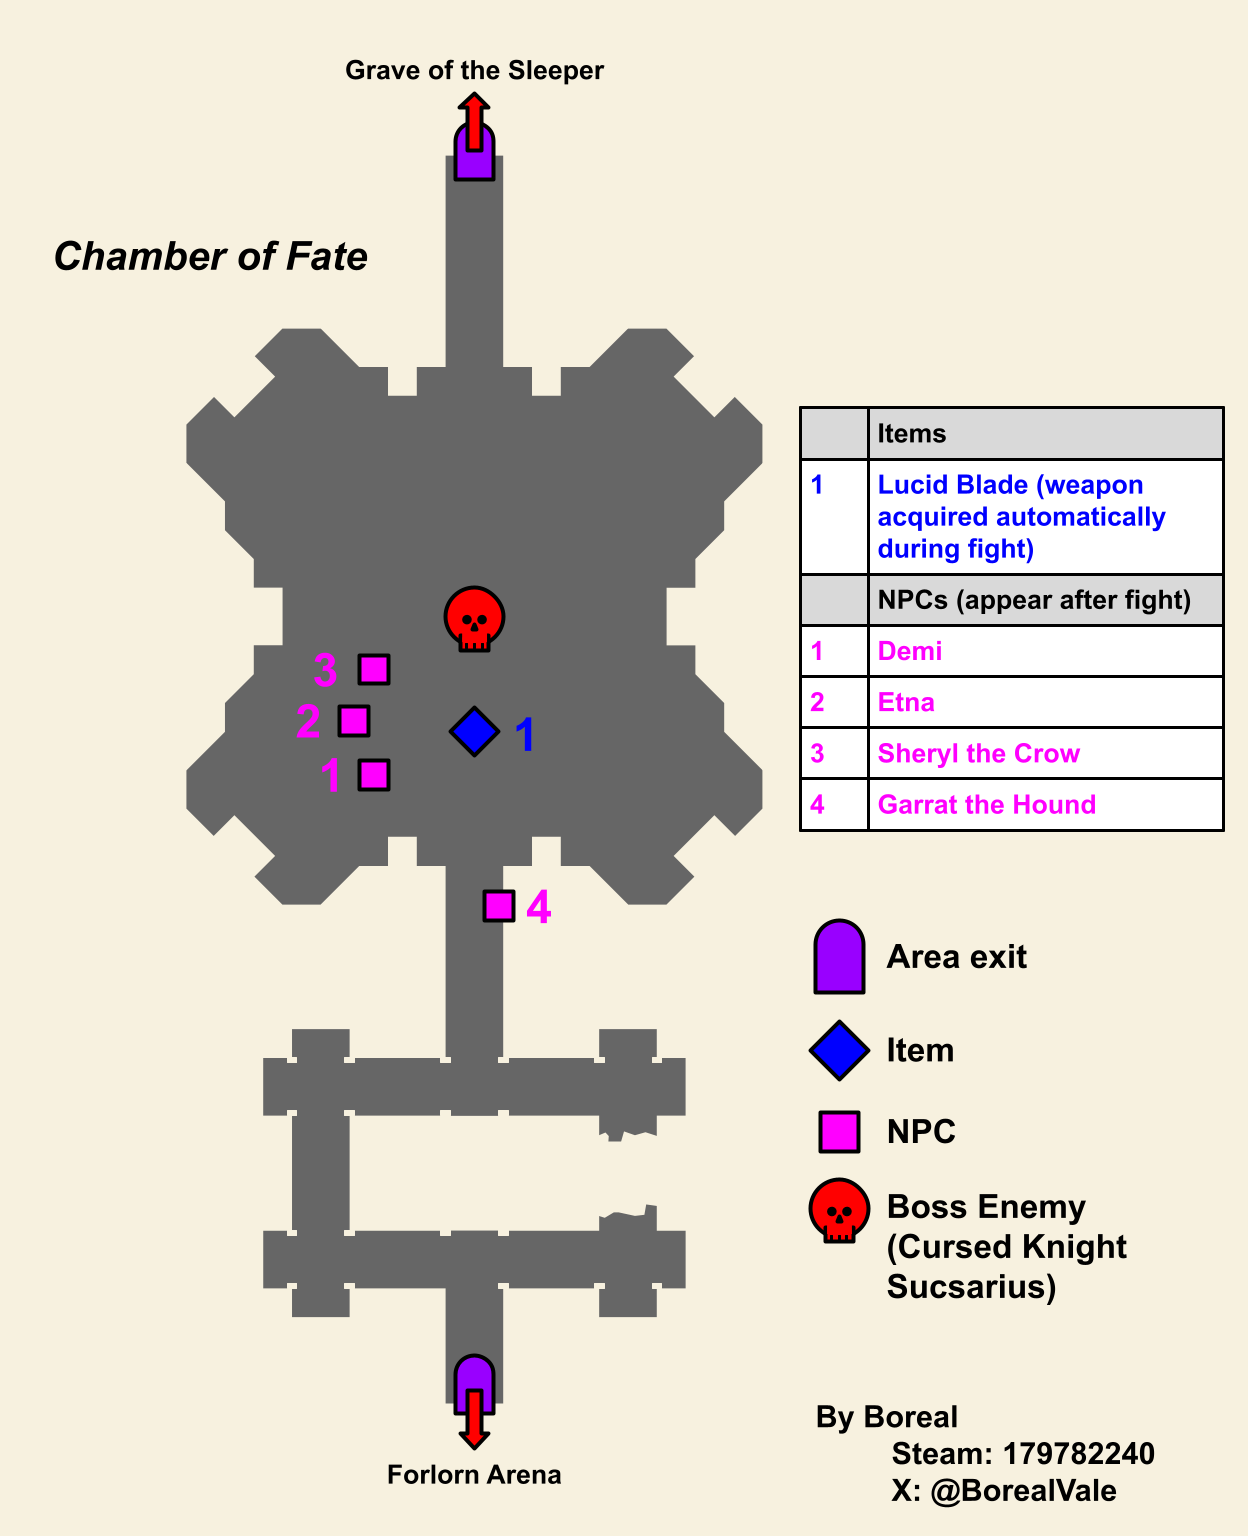 Grave of the Sleeper
Chamber of Fate
3
2
1
1
4
Items
1 Lucid Blade (weapon
acquired automatically
during fight)
NPCs (appear after fight)
1 Demi
2 Etna
3 Sheryl the Crow
4 Garrat the Hound
Area exit
Item
NPC
Boss Enemy
(Cursed Knight
Sucsarius)
Forlorn Arena
By Boreal
Steam: 179782240
X: @BorealVale